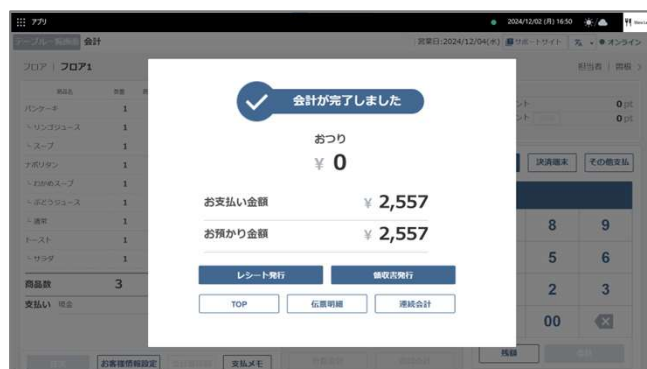 アプリ
2024/12/02 (月) 16:50
会計
営業日:2024/12/04(水)
サポートサイト
オンライン
フロア | フロア1
担当者
商品名 数量
パンケーキ 1
└ リンゴジュース 1
└ スープ 1
ナポリタン 1
└ わかめスープ 1
└ ぶどうジュース 1
└ 通常 1
トースト 1
└ サラダ 1
商品数 3
支払い 現金
会計が完了しました
おつり
¥ 0
お支払い金額 ¥ 2,557
お預かり金額 ¥ 2,557
レシート発行 領収書発行
TOP 伝票明細 連続会計
0 pt
0 pt
決済端末 その他支払
8 9
5 6
2 3
00
残額
お客様情報設定 支払メモ